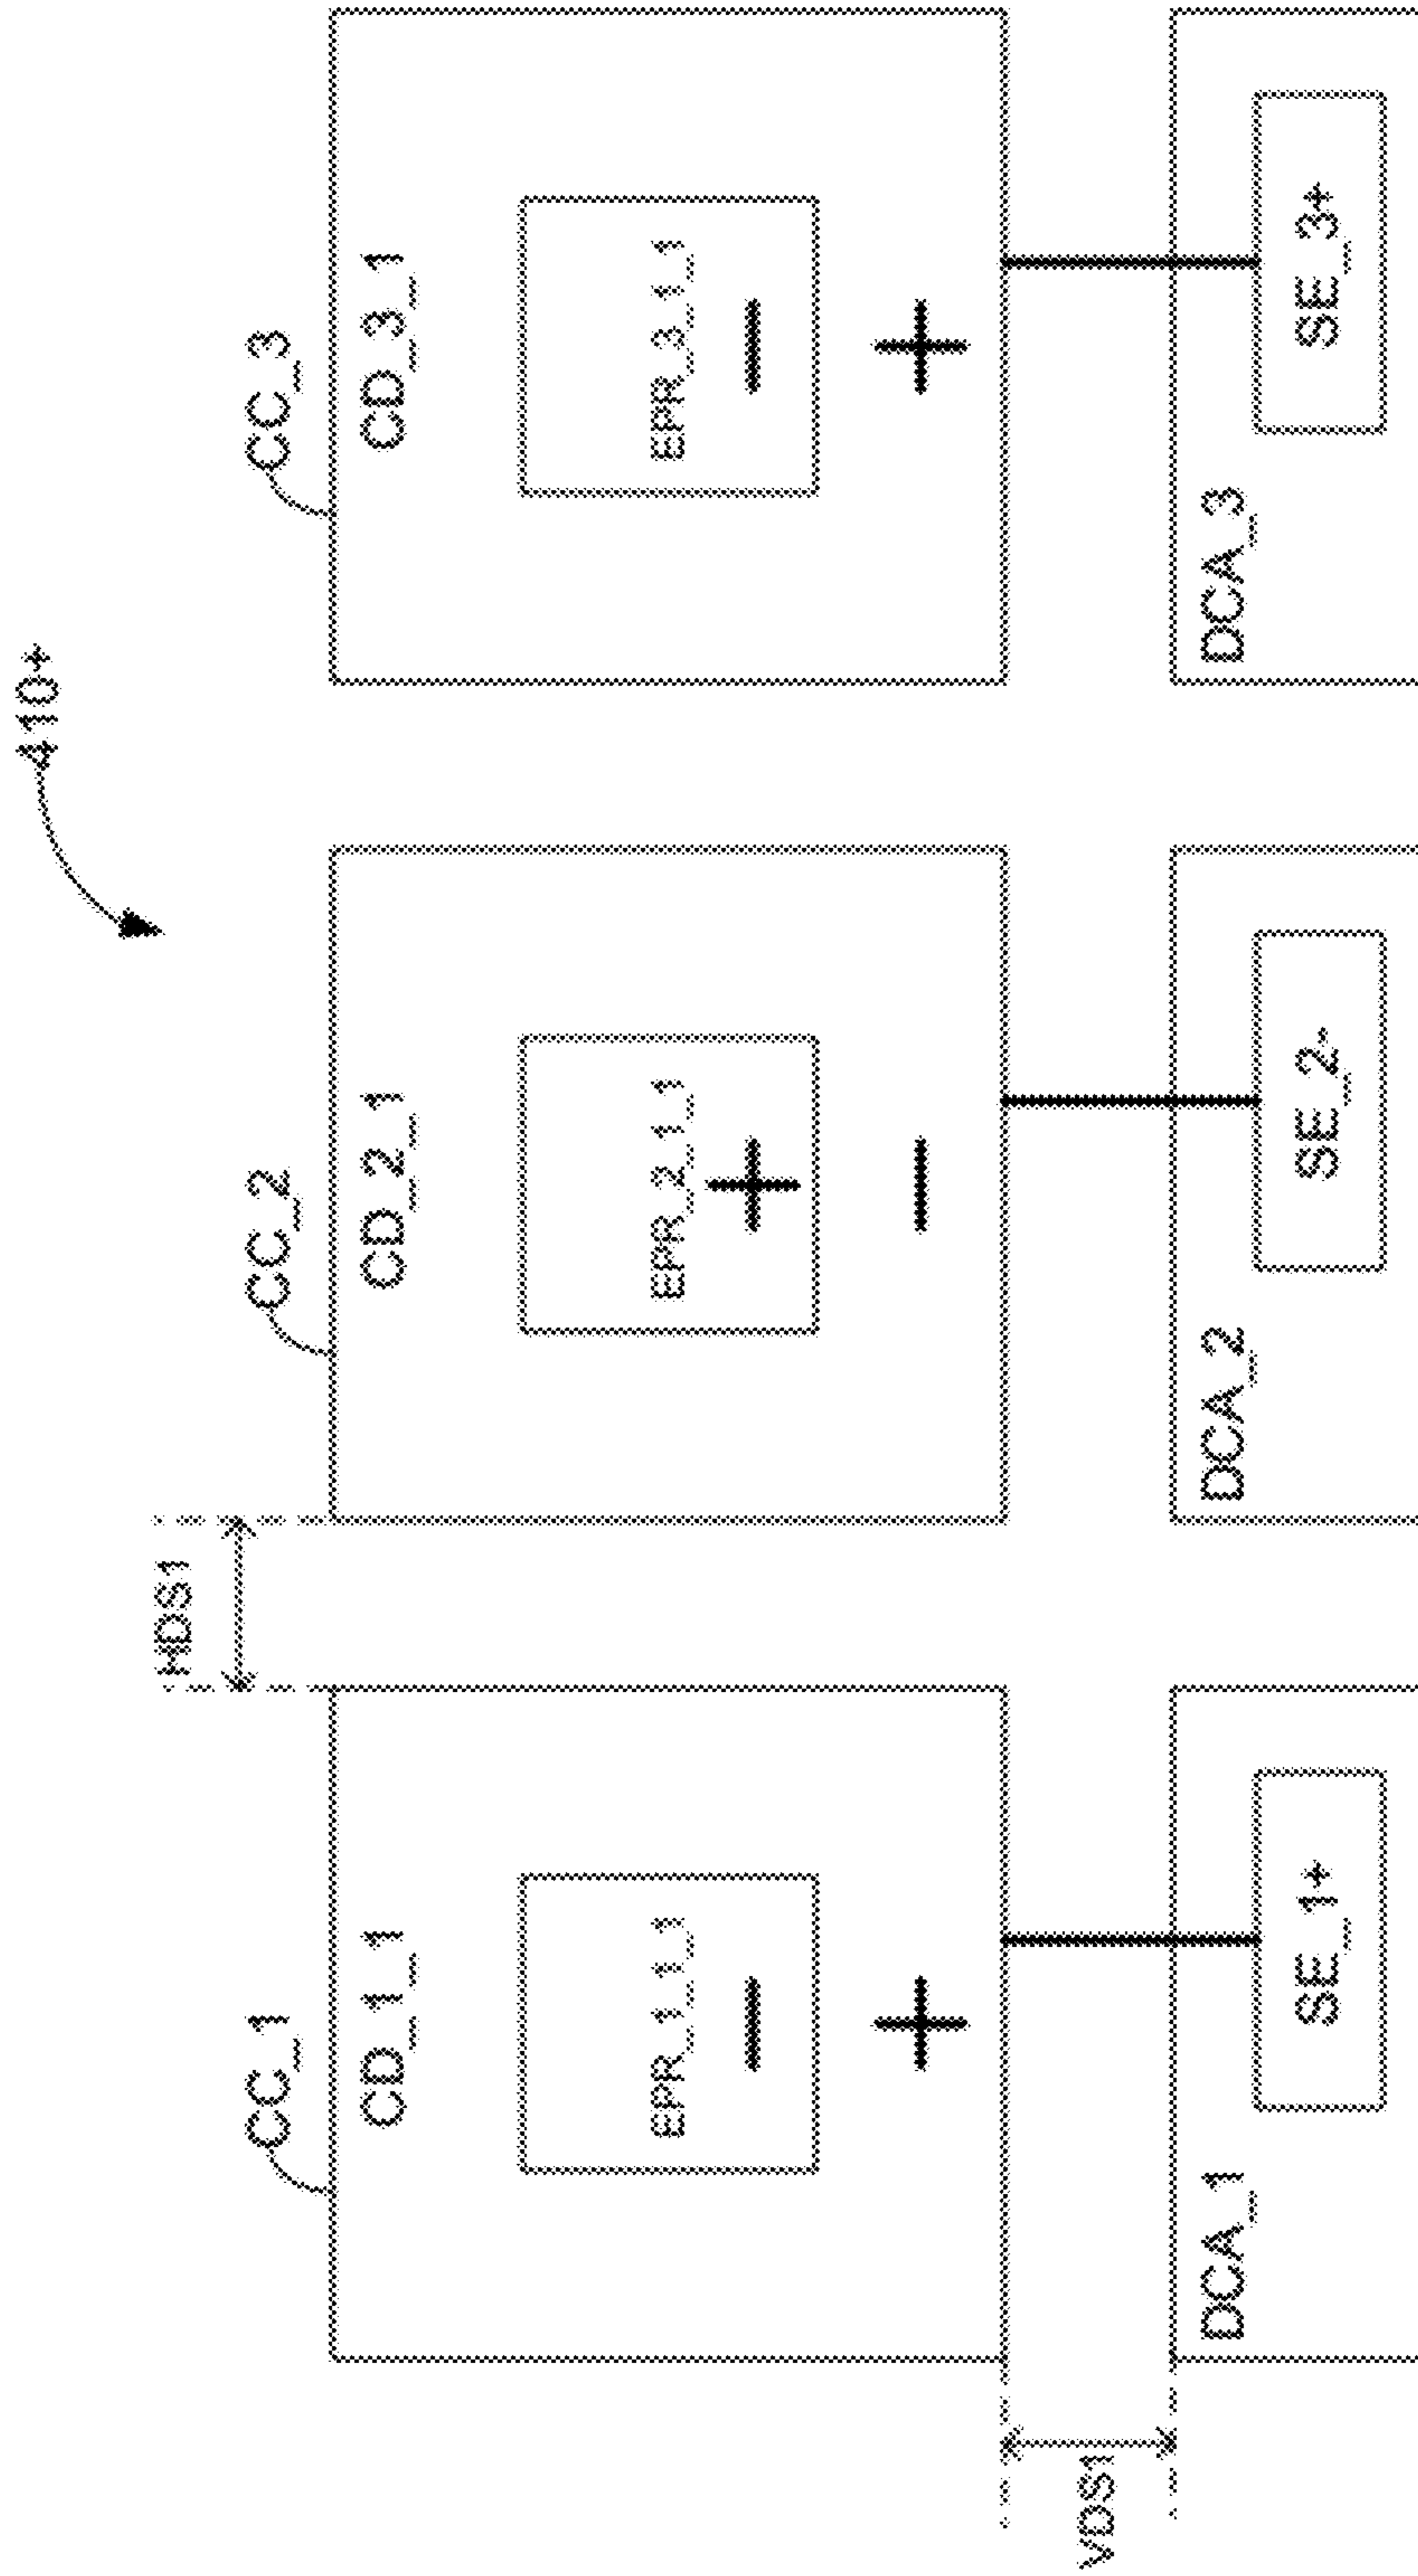 410+
HDS1
CC_1
CC_2
CC_3
CD_1_1
CD_2_1
CD_3_1
EPR_1_1_1
EPR_2_1_1
EPR_3_1_1
−
+
−
+
−
+
VDS1
DCA_1
DCA_2
DCA_3
SE_1+
SE_2-
SE_3+